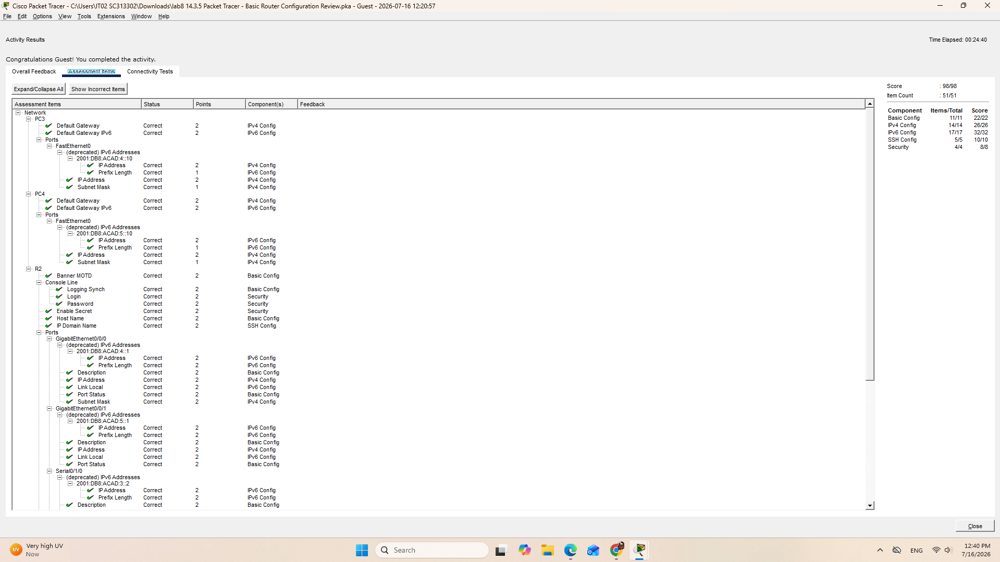 Cisco Packet Tracer - C:\Users\IT02 SC313302\Downloads\lab8 14.3.5 Packet Tracer - Basic Router Configuration Review.pka - Guest - 2026-07-16 12:20:57
File Edit Options View Tools Extensions Window Help
Activity Results Time Elapsed: 00:24:40
Congratulations Guest! You completed the activity.
Overall Feedback Assessment Items Connectivity Tests
Expand/Collapse All Show Incorrect Items
Score : 98/98
Item Count : 51/51
Component Items/Total Score
Basic Config 11/11 22/22
IPv4 Config 14/14 26/26
IPv6 Config 17/17 32/32
SSH Config 5/5 10/10
Security 4/4 8/8
Assessment Items Status Points Component(s) Feedback
Network
PC3
Default Gateway Correct 2 IPv4 Config
Default Gateway IPv6 Correct 2 IPv6 Config
Ports
FastEthernet0
(deprecated) IPv6 Addresses
2001:DB8:ACAD:4::10
IP Address Correct 2 IPv4 Config
Prefix Length Correct 1 IPv6 Config
IP Address Correct 2 IPv4 Config
Subnet Mask Correct 1 IPv4 Config
PC4
Default Gateway Correct 2 IPv4 Config
Default Gateway IPv6 Correct 2 IPv6 Config
Ports
FastEthernet0
(deprecated) IPv6 Addresses
2001:DB8:ACAD:5::10
IP Address Correct 2 IPv6 Config
Prefix Length Correct 1 IPv6 Config
IP Address Correct 2 IPv4 Config
Subnet Mask Correct 1 IPv4 Config
R2
Banner MOTD Correct 2 Basic Config
Console Line
Logging Synch Correct 2 Basic Config
Login Correct 2 Security
Password Correct 2 Security
Enable Secret Correct 2 Security
Host Name Correct 2 Basic Config
IP Domain Name Correct 2 SSH Config
Ports
GigabitEthernet0/0/0
(deprecated) IPv6 Addresses
2001:DB8:ACAD:4::1
IP Address Correct 2 IPv6 Config
Prefix Length Correct 2 IPv6 Config
Description Correct 2 Basic Config
IP Address Correct 2 IPv4 Config
Link Local Correct 2 IPv6 Config
Port Status Correct 2 Basic Config
Subnet Mask Correct 2 IPv4 Config
GigabitEthernet0/0/1
(deprecated) IPv6 Addresses
2001:DB8:ACAD:5::1
IP Address Correct 2 IPv6 Config
Prefix Length Correct 2 IPv6 Config
Description Correct 2 Basic Config
IP Address Correct 2 IPv4 Config
Link Local Correct 2 IPv6 Config
Port Status Correct 2 Basic Config
Serial0/1/0
(deprecated) IPv6 Addresses
2001:DB8:ACAD:3::2
IP Address Correct 2 IPv6 Config
Prefix Length Correct 2 IPv6 Config
Description Correct 2 Basic Config
Close
UV Very high UV
Now
Search
ENG
12:40 PM
7/16/2026